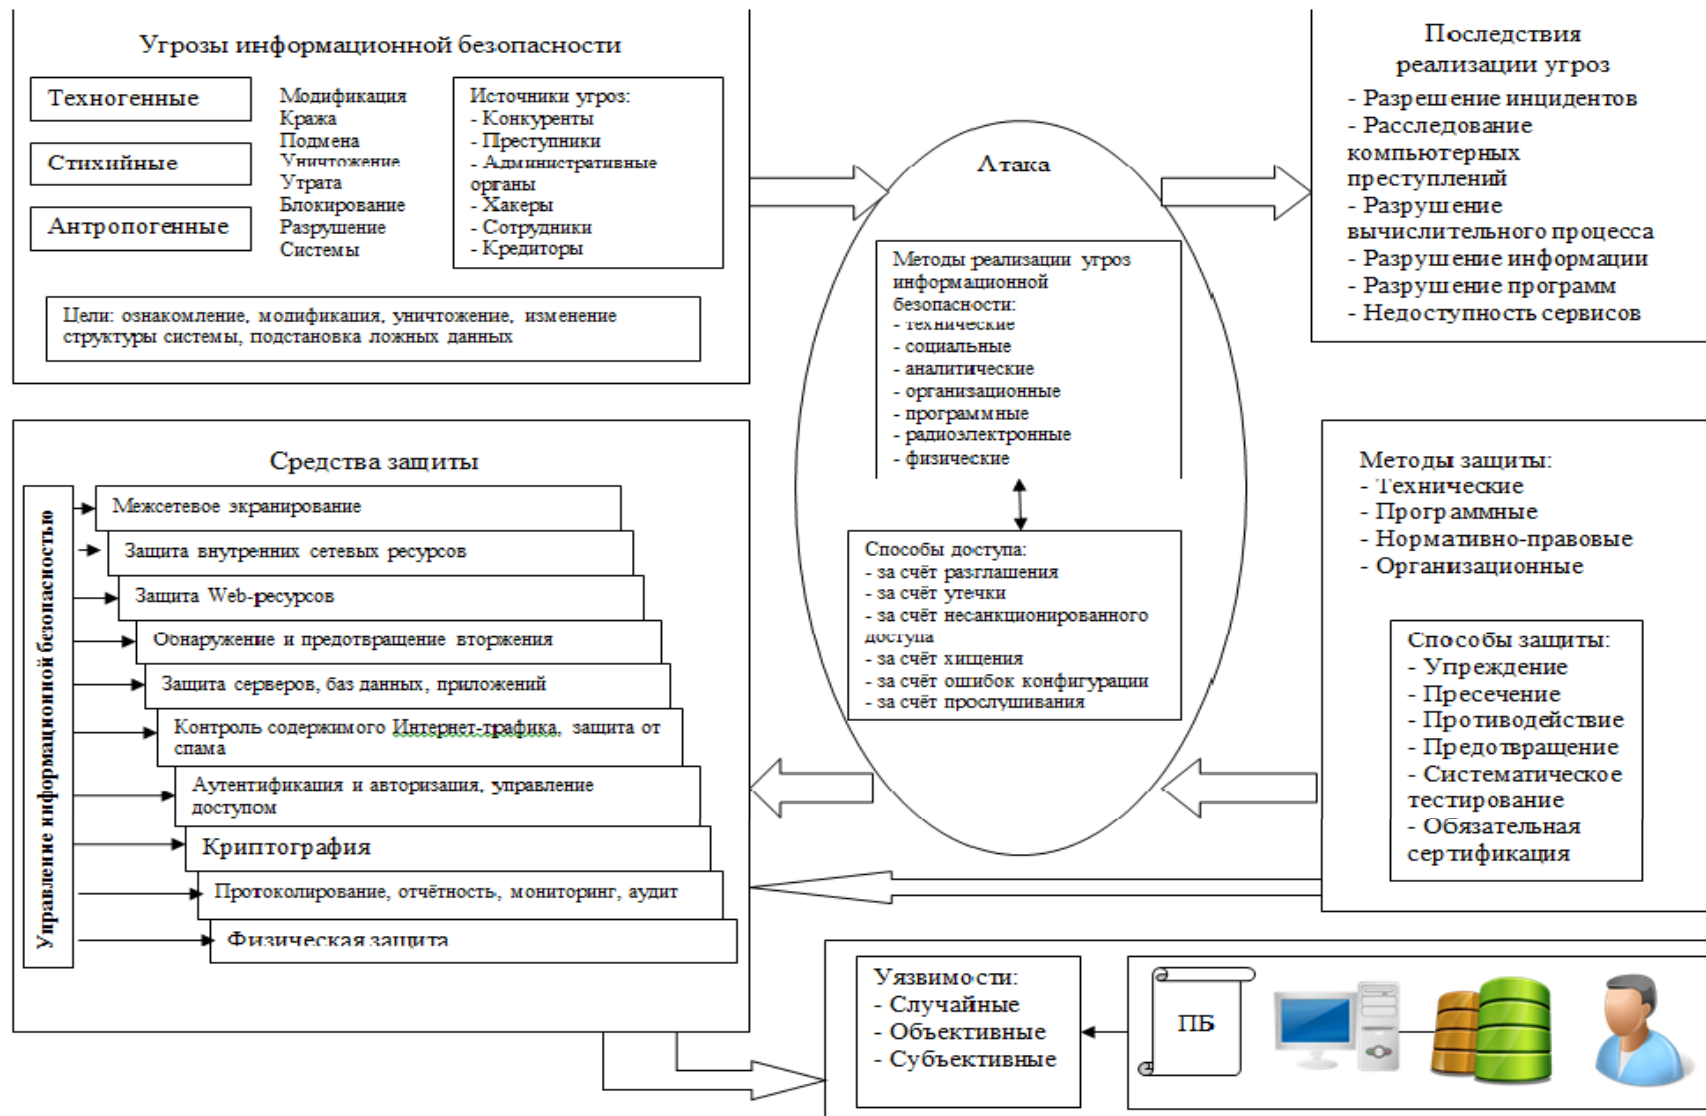 Угрозы информационной безопасности
Техногенные
Стихийные
Антропогенные
Модификация
Кража
Подмена
Уничтожение
Утрата
Блокирование
Разрушение
Системы
Источники угроз:
- Конкуренты
- Преступники
- Административные
органы
- Хакеры
- Сотрудники
- Кредиторы
Цели: ознакомление, модификация, уничтожение, изменение
структуры системы, подстановка ложных данных
Атака
Методы реализации угроз
информационной
безопасности:
- технические
- социальные
- аналитические
- организационные
- программные
- радиоэлектронные
- физические
Способы доступа:
- за счёт разглашения
- за счёт утечки
- за счёт несанкционированного
доступа
- за счёт хищения
- за счёт ошибок конфигурации
- за счёт прослушивания
Последствия
реализации угроз
- Разрешение инцидентов
- Расследование
компьютерных
преступлений
- Разрушение
вычислительного процесса
- Разрушение информации
- Разрушение программ
- Недоступность сервисов
Средства защиты
Управление информационной безопасностью
Межсетевое экранирование
Защита внутренних сетевых ресурсов
Защита Web-ресурсов
Обнаружение и предотвращение вторжения
Защита серверов, баз данных, приложений
Контроль содержимого Интернет-трафика, защита от
спама
Аутентификация и авторизация, управление
доступом
Криптография
Протоколирование, отчётность, мониторинг, аудит
Физическая защита
Методы защиты:
- Технические
- Программные
- Нормативно-правовые
- Организационные
Способы защиты:
- Упреждение
- Пресечение
- Противодействие
- Предотвращение
- Систематическое
тестирование
- Обязательная
сертификация
Уязвимости:
- Случайные
- Объективные
- Субъективные
ПБ